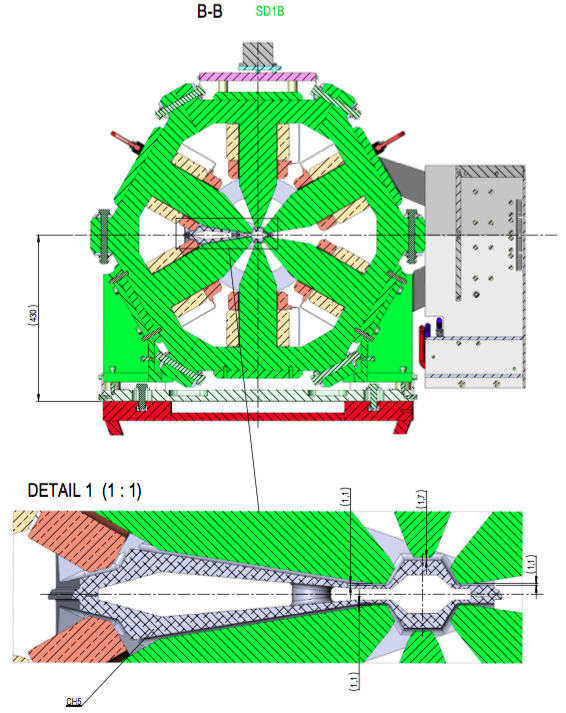 B-B SD1B
(430)
DETAIL 1 (1 : 1)
(1.1)
(1.7)
(1.1)
(1.1)
CH5